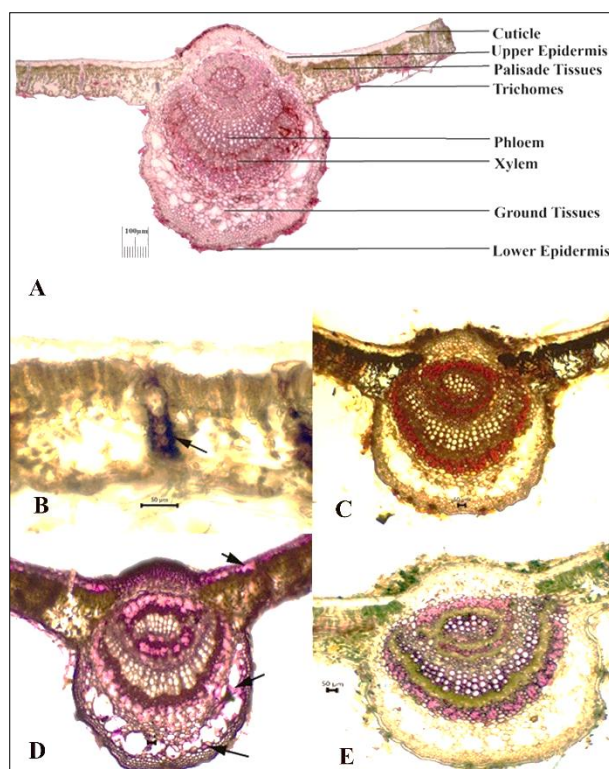 Cuticle
Upper Epidermis
Palisade Tissues
Trichomes
Phloem
Xylem
Ground Tissues
Lower Epidermis
100µm
A
B
50 µm
C
D
50 µm
E